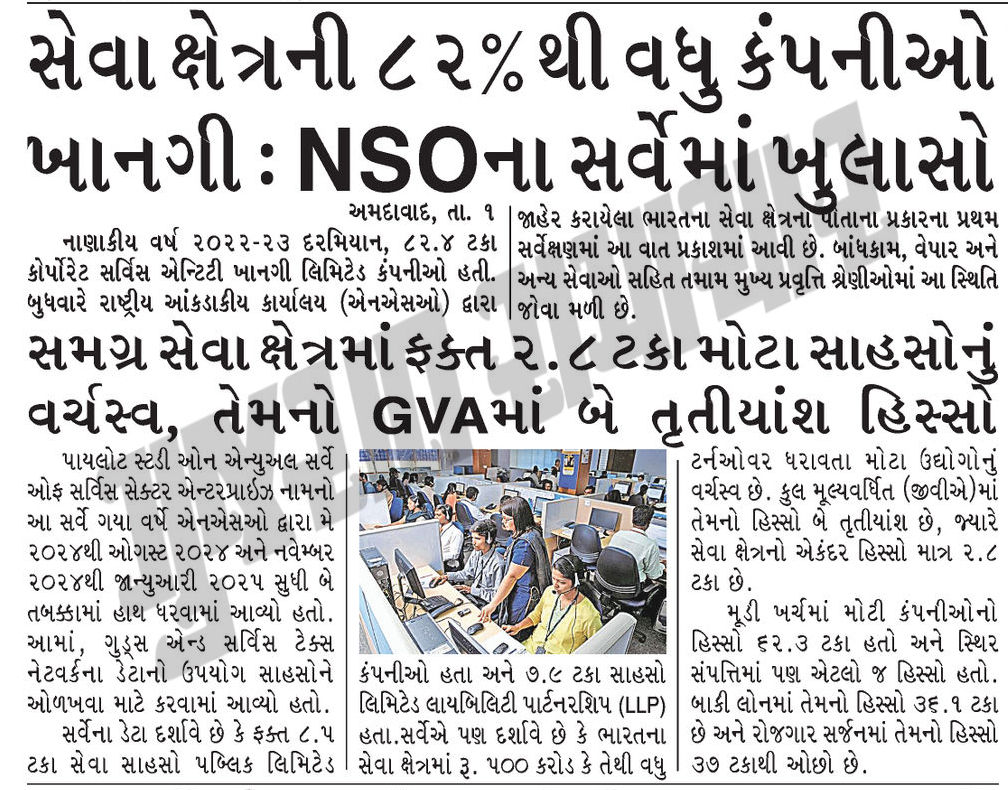 સેવા ક્ષેત્રની ૮૨%થી વધુ કંપનીઓ
ખાનગી : NSOના સર્વેમાં ખુલાસો
અમદાવાદ, તા. ૧
નાણાકીય વર્ષ ૨૦૨૨-૨૩ દરમિયાન, ૮૨.૪ ટકા
કોર્પોરેટ સર્વિસ એન્ટિટી ખાનગી લિમિટેડ કંપનીઓ હતી.
બુધવારે રાષ્ટ્રીય આંકડાકીય કાર્યાલય (એનએસઓ) દ્વારા
જાહેર કરાયેલા ભારતના સેવા ક્ષેત્રના પોતાના પ્રકારના પ્રથમ
સર્વેક્ષણમાં આ વાત પ્રકાશમાં આવી છે. બાંધકામ, વેપાર અને
અન્ય સેવાઓ સહિત તમામ મુખ્ય પ્રવૃત્તિ શ્રેણીઓમાં આ સ્થિતિ
જોવા મળી છે.
સમગ્ર સેવા ક્ષેત્રમાં ફક્ત ૨.૮ ટકા મોટા સાહસોનું
વર્ચસ્વ, તેમનો GVAમાં બે તૃતીયાંશ હિસ્સો
પાયલોટ સ્ટડી ઓન એન્યુઅલ સર્વે
ઓફ સર્વિસ સેક્ટર એન્ટરપ્રાઇઝ નામનો
આ સર્વે ગયા વર્ષે એનએસઓ દ્વારા મે
૨૦૨૪થી ઓગસ્ટ ૨૦૨૪ અને નવેમ્બર
૨૦૨૪થી જાન્યુઆરી ૨૦૨૫ સુધી બે
તબક્કામાં હાથ ધરવામાં આવ્યો હતો.
આમાં, ગુડ્સ એન્ડ સર્વિસ ટેક્સ
નેટવર્કના ડેટાનો ઉપયોગ સાહસોને
ઓળખવા માટે કરવામાં આવ્યો હતો.
સર્વેના ડેટા દર્શાવે છે કે ફક્ત ૮.૫
ટકા સેવા સાહસો પબ્લિક લિમિટેડ
કંપનીઓ હતા અને ૭.૯ ટકા સાહસો
લિમિટેડ લાયબિલિટી પાર્ટનરશિપ (LLP)
હતા.સર્વેએ પણ દર્શાવે છે કે ભારતના
સેવા ક્ષેત્રમાં રૂ. ૫૦૦ કરોડ કે તેથી વધુ
ટર્નઓવર ધરાવતા મોટા ઉદ્યોગોનું
વર્ચસ્વ છે. કુલ મૂલ્યવર્ધિત (જીવીએ)માં
તેમનો હિસ્સો બે તૃતીયાંશ છે, જ્યારે
સેવા ક્ષેત્રનો એકંદર હિસ્સો માત્ર ૨.૮
ટકા છે.
મૂડી ખર્ચમાં મોટી કંપનીઓનો
હિસ્સો ૬૨.૩ ટકા હતો અને સ્થિર
સંપત્તિમાં પણ એટલો જ હિસ્સો હતો.
બાકી લોનમાં તેમનો હિસ્સો ૩૬.૧ ટકા
છે અને રોજગાર સર્જનમાં તેમનો હિસ્સો
૩૭ ટકાથી ઓછો છે.